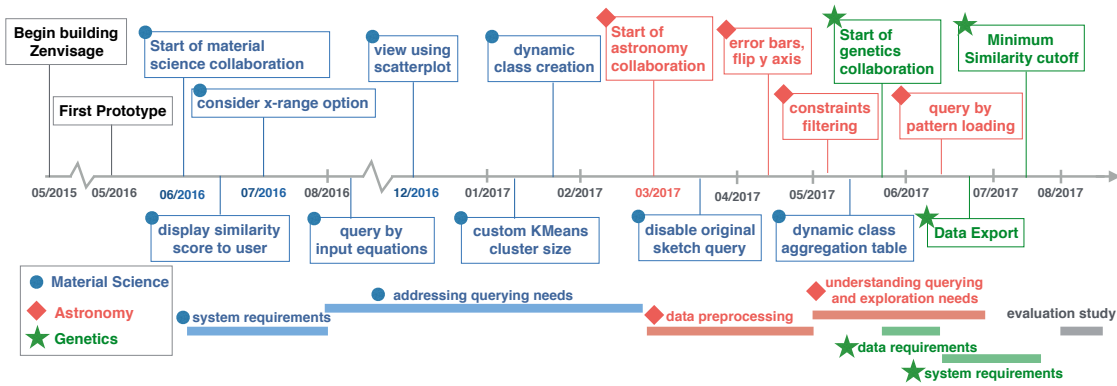 Begin building
Zenvisage
First Prototype
Start of material
science collaboration
consider x-range option
view using
scatterplot
dynamic
class creation
Start of
astronomy
collaboration
error bars,
flip y axis
constraints
filtering
Start of
genetics
collaboration
query by
pattern loading
Minimum
Similarity cutoff
05/2015
05/2016
06/2016
07/2016
08/2016
12/2016
01/2017
02/2017
03/2017
04/2017
05/2017
06/2017
07/2017
08/2017
display similarity
score to user
query by
input equations
custom KMeans
cluster size
disable original
sketch query
dynamic class
aggregation table
Data Export
Material Science
Astronomy
Genetics
system requirements
addressing querying needs
data preprocessing
understanding querying
and exploration needs
data requirements
system requirements
evaluation study